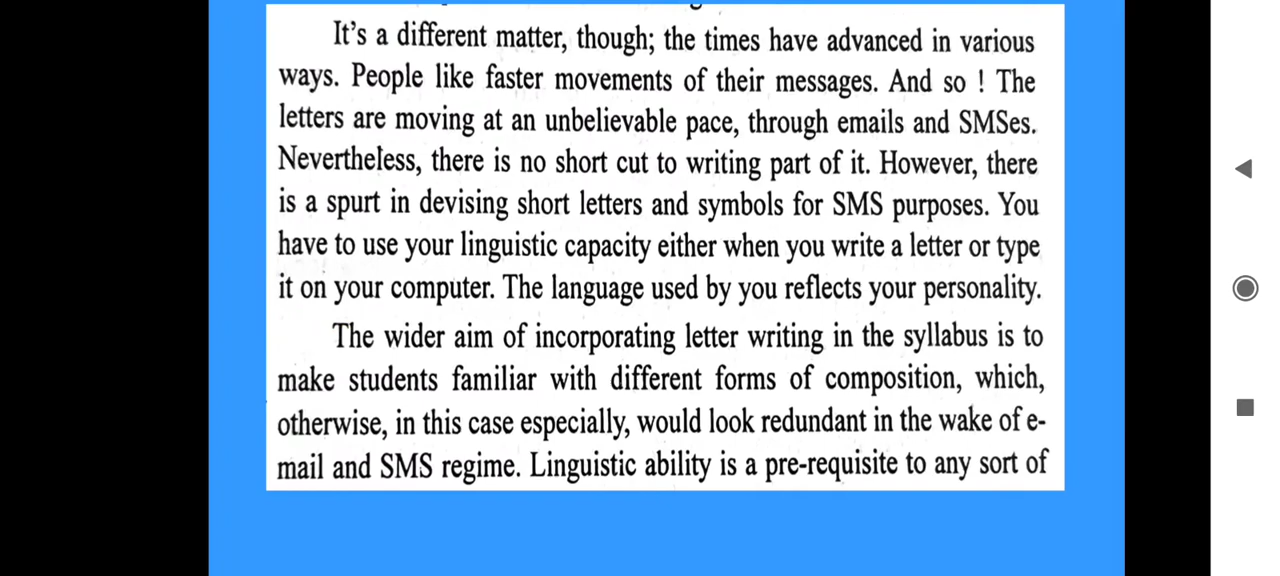 It's a different matter, though; the times have advanced in various
ways. People like faster movements of their messages. And so ! The
letters are moving at an unbelievable pace, through emails and SMSes.
Nevertheless, there is no short cut to writing part of it. However, there
is a spurt in devising short letters and symbols for SMS purposes. You
have to use your linguistic capacity either when you write a letter or type
it on your computer. The language used by you reflects your personality.
The wider aim of incorporating letter writing in the syllabus is to
make students familiar with different forms of composition, which,
otherwise, in this case especially, would look redundant in the wake of e-
mail and SMS regime. Linguistic ability is a pre-requisite to any sort of